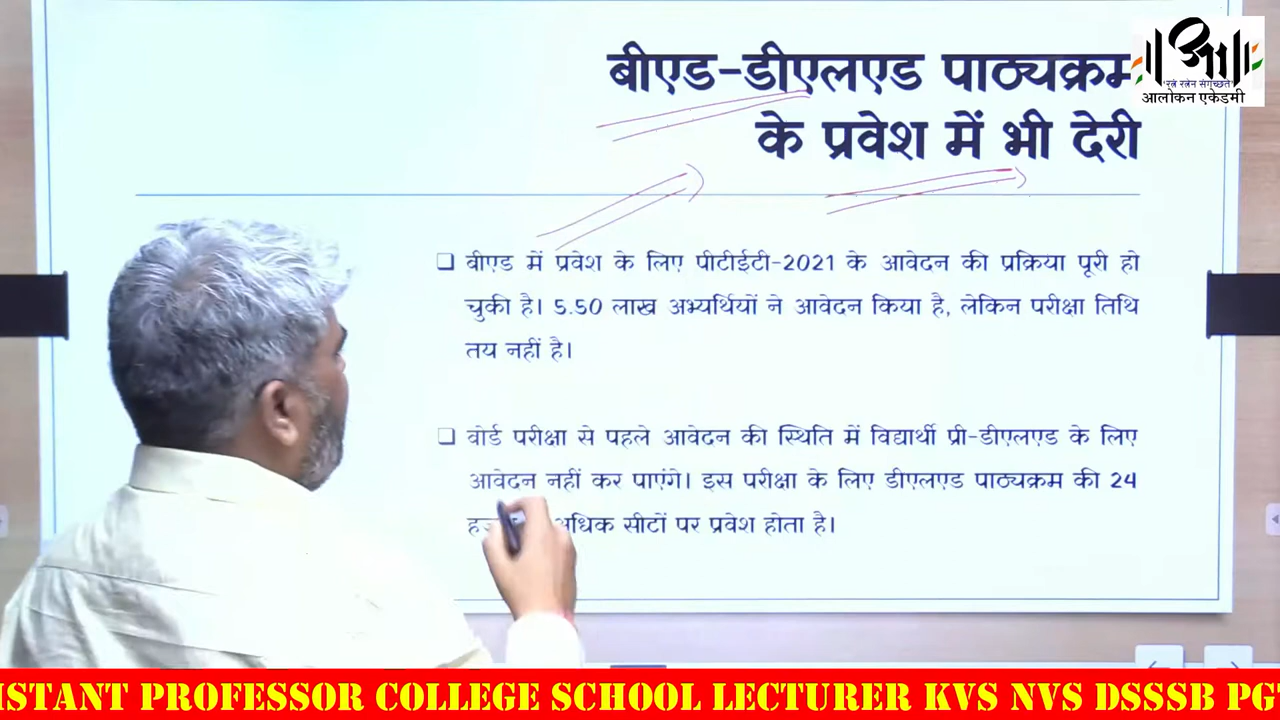 बीएड-डीएलएड पाठ्यक्रम
के प्रवेश में भी देरी
आलोकन एकेडमी
❑ बीएड में प्रवेश के लिए पीटीईटी-2021 के आवेदन की प्रक्रिया पूरी हो
चुकी है। 5.50 लाख अभ्यर्थियों ने आवेदन किया है, लेकिन परीक्षा तिथि
तय नहीं है।
❑ बोर्ड परीक्षा से पहले आवेदन की स्थिति में विद्यार्थी प्री-डीएलएड के लिए
आवेदन नहीं कर पाएंगे। इस परीक्षा के लिए डीएलएड पाठ्यक्रम की 24
अधिक सीटों पर प्रवेश होता है।
ISTANT PROFESSOR COLLEGE SCHOOL LECTURER KVS NVS DSSSB PG